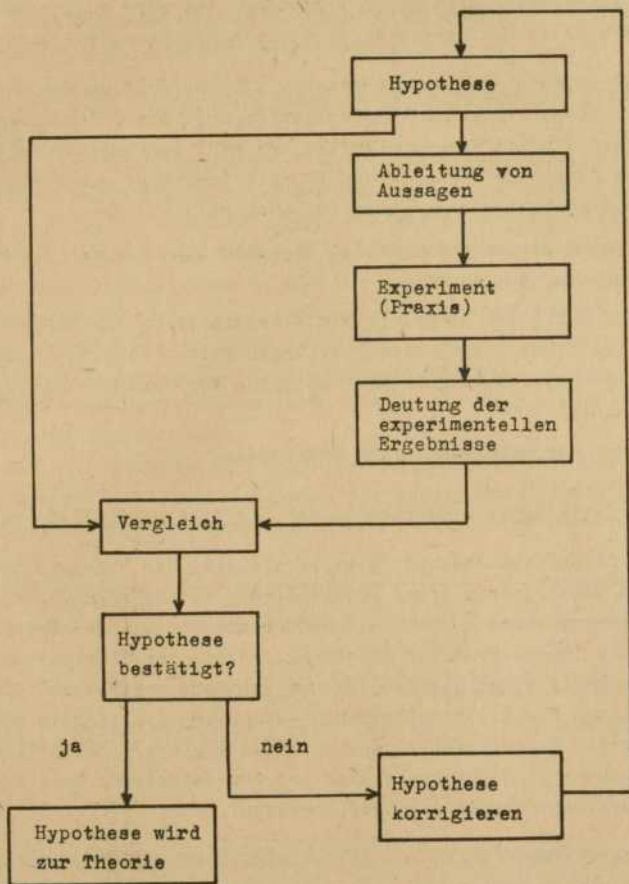 Hypothese
Ableitung von
Aussagen
Experiment
(Praxis)
Deutung der
experimentellen
Ergebnisse
Vergleich
Hypothese
bestätigt?
ja
nein
Hypothese
korrigieren
Hypothese wird
zur Theorie